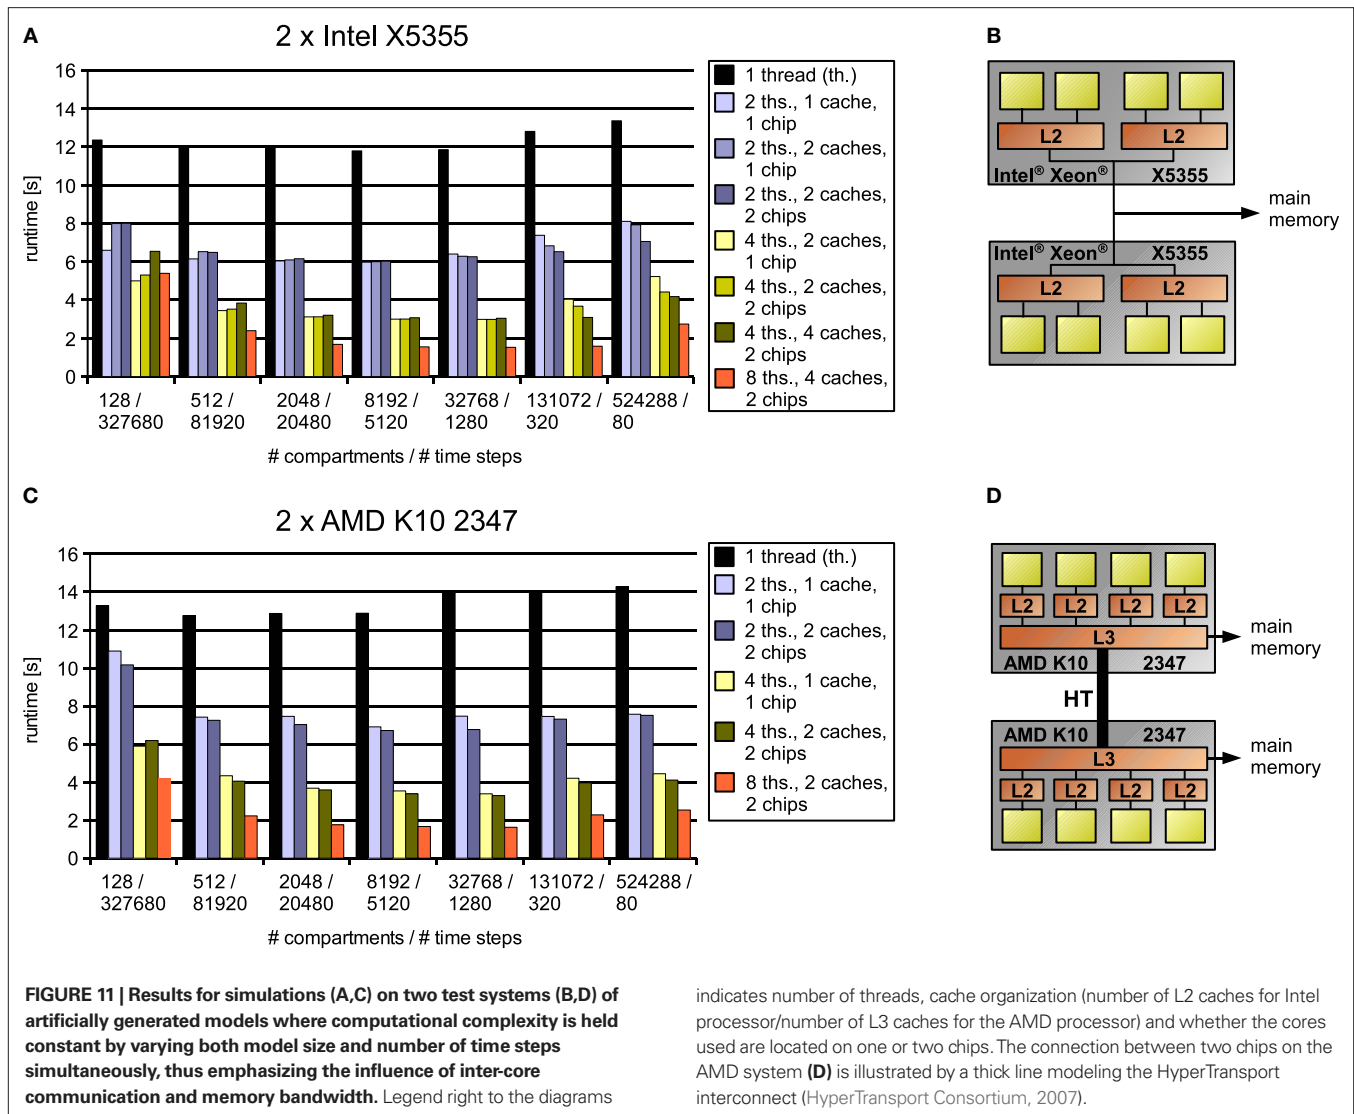 A
2 x Intel X5355
16
14
12
10
8
6
4
2
0
runtime [s]
128 /
327680
512 /
81920
2048 /
20480
8192 /
5120
32768 /
1280
131072 /
320
524288 /
80
# compartments / # time steps
1 thread (th.)
2 ths., 1 cache,
1 chip
2 ths., 2 caches,
1 chip
2 ths., 2 caches,
2 chips
4 ths., 2 caches,
1 chip
4 ths., 2 caches,
2 chips
4 ths., 4 caches,
2 chips
8 ths., 4 caches,
2 chips
B
L2 L2
Intel® Xeon® X5355
main
memory
Intel® Xeon® X5355
L2 L2
C
2 x AMD K10 2347
16
14
12
10
8
6
4
2
0
runtime [s]
128 /
327680
512 /
81920
2048 /
20480
8192 /
5120
32768 /
1280
131072 /
320
524288 /
80
# compartments / # time steps
1 thread (th.)
2 ths., 1 cache,
1 chip
2 ths., 2 caches,
2 chips
4 ths., 1 cache,
1 chip
4 ths., 2 caches,
2 chips
8 ths., 2 caches,
2 chips
D
L2 L2 L2 L2
L3
AMD K10 2347
main
memory
HT
AMD K10 2347
L3
L2 L2 L2 L2
main
memory
FIGURE 11 | Results for simulations (A,C) on two test systems (B,D) of
artificially generated models where computational complexity is held
constant by varying both model size and number of time steps
simultaneously, thus emphasizing the influence of inter-core
communication and memory bandwidth. Legend right to the diagrams
indicates number of threads, cache organization (number of L2 caches for Intel
processor/number of L3 caches for the AMD processor) and whether the cores
used are located on one or two chips. The connection between two chips on the
AMD system (D) is illustrated by a thick line modeling the HyperTransport
interconnect (HyperTransport Consortium, 2007).